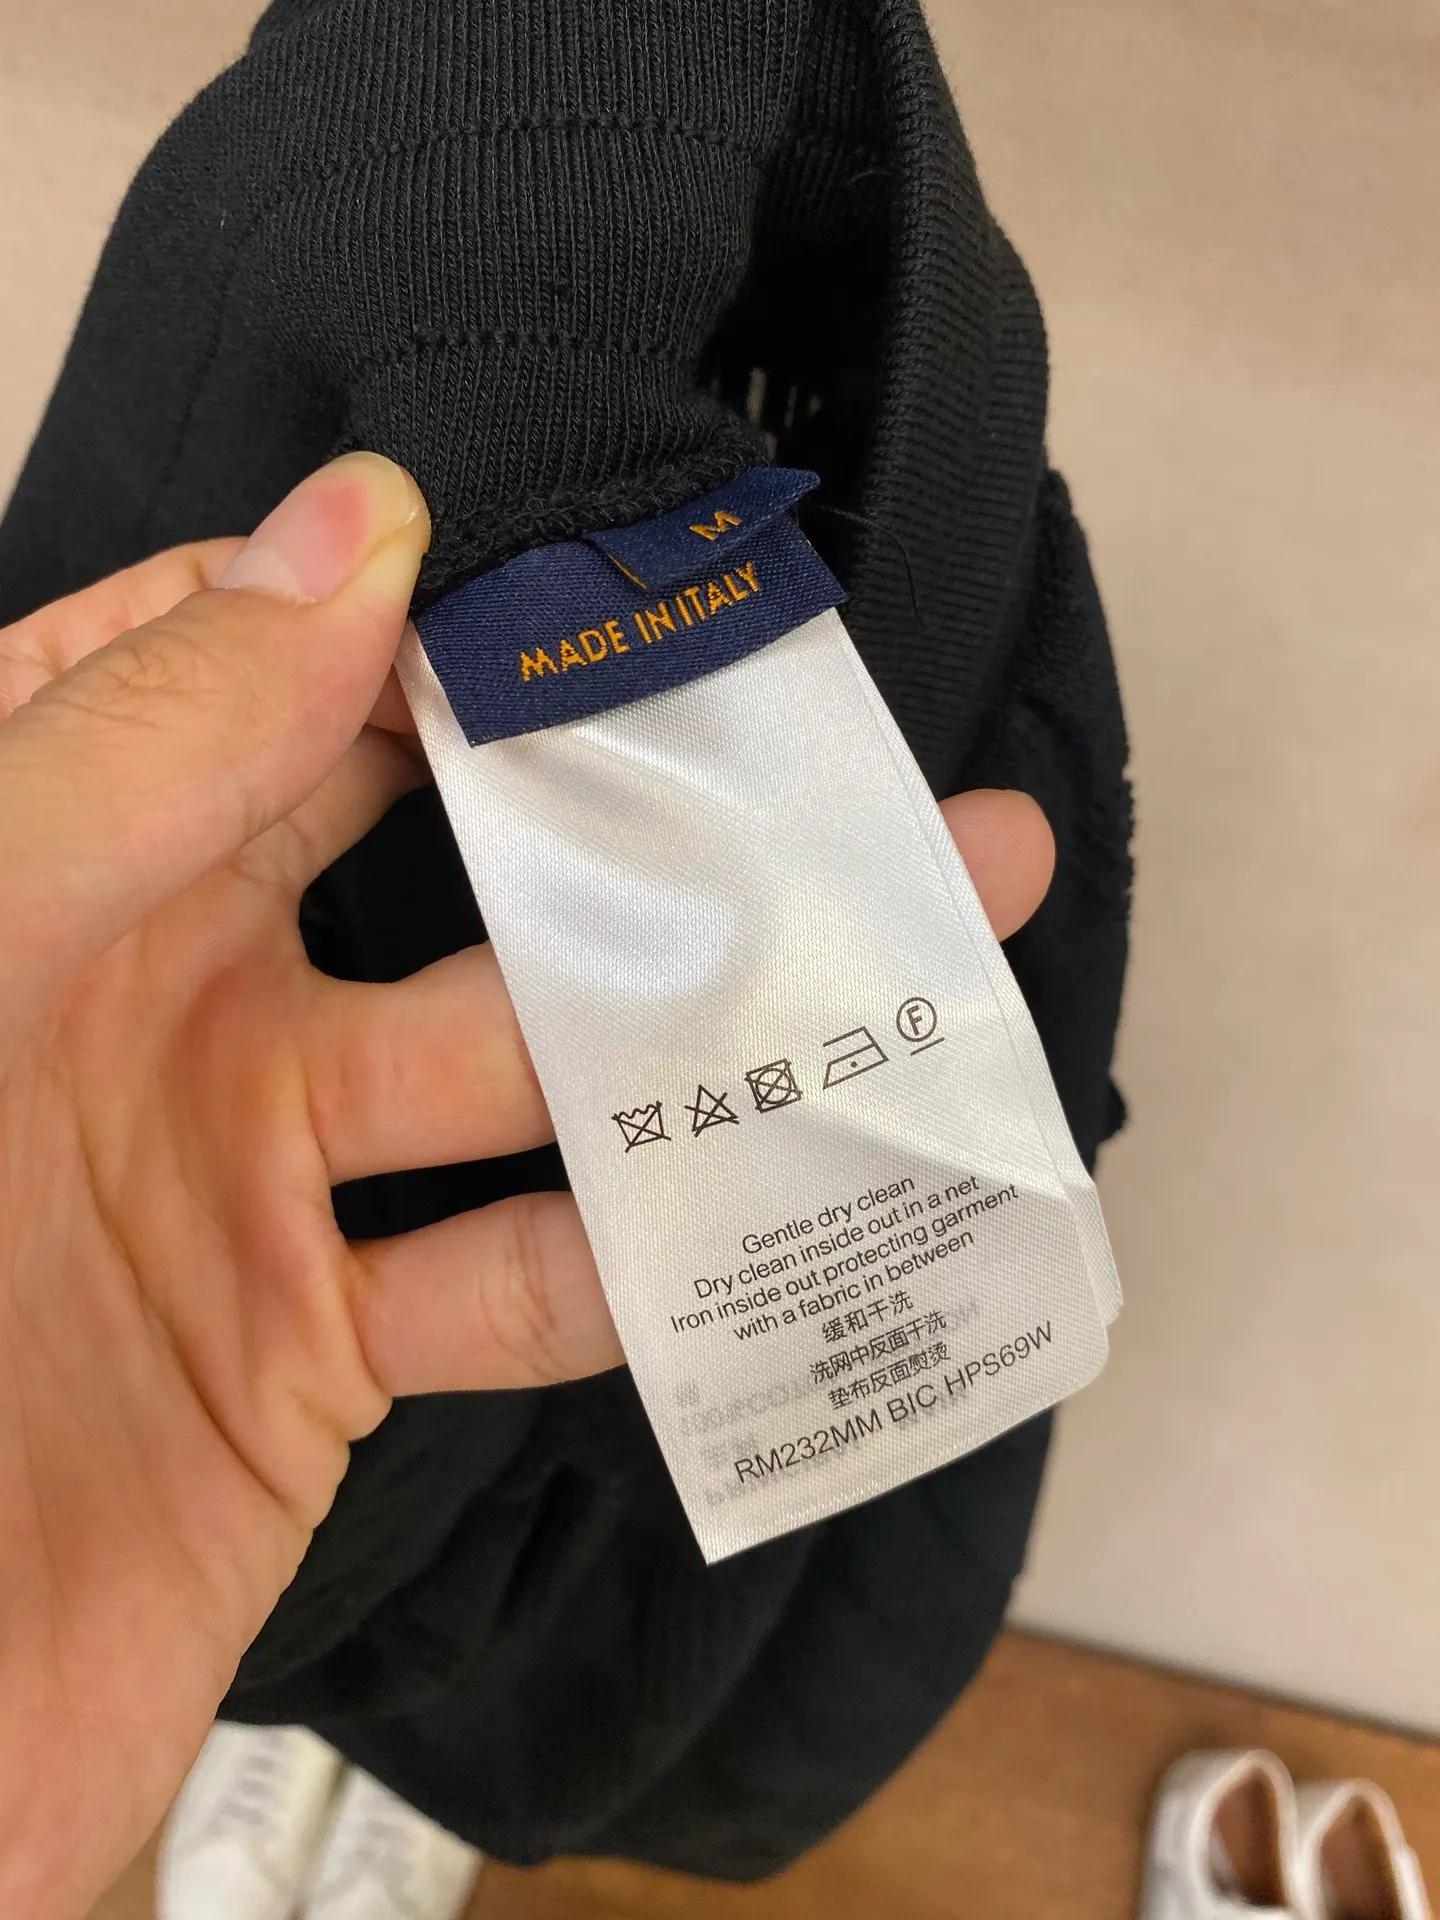 M
MADE IN ITALY
F
Gentle dry clean
Dry clean inside out in a net
Iron inside out protecting garment
with a fabric in between
缓和干洗
洗网中反面干洗
垫布反面熨烫
RM232MM BIC HPS69W